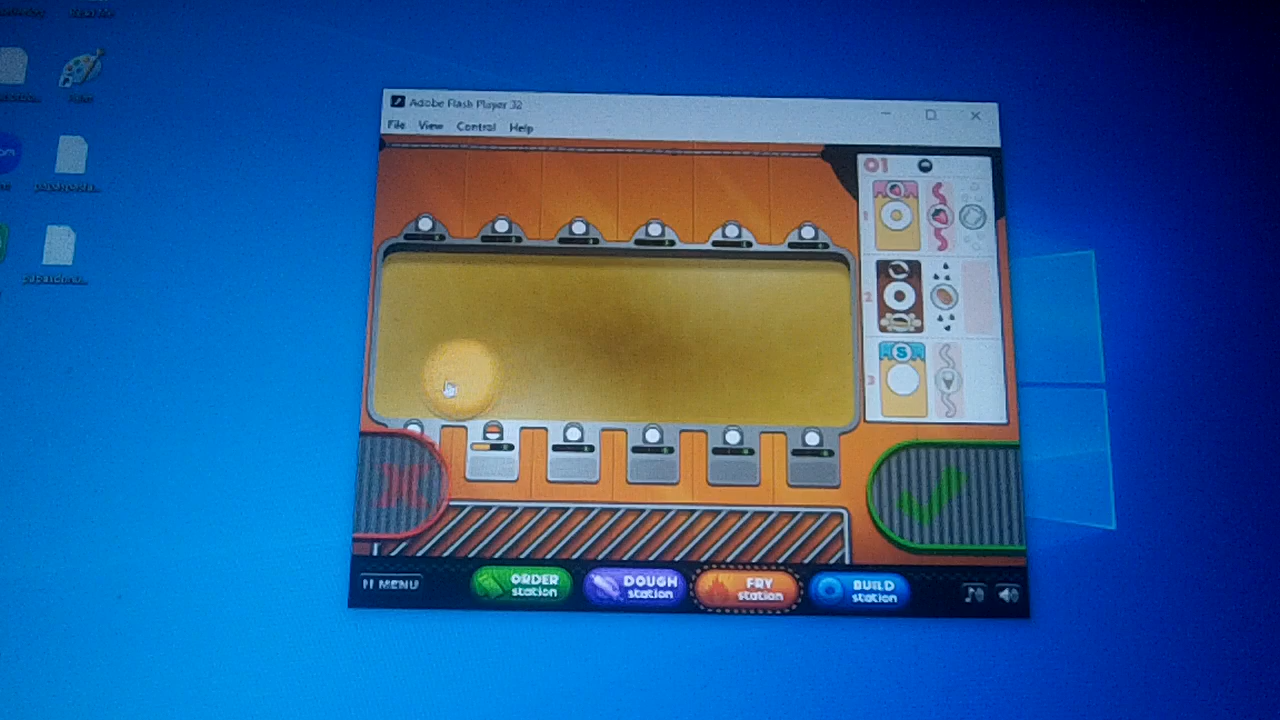 Adobe Flash Player 32
File View Control Help
01
1
2
S
3
MENU
ORDER
station
DOUGH
station
FRY
station
BUILD
station